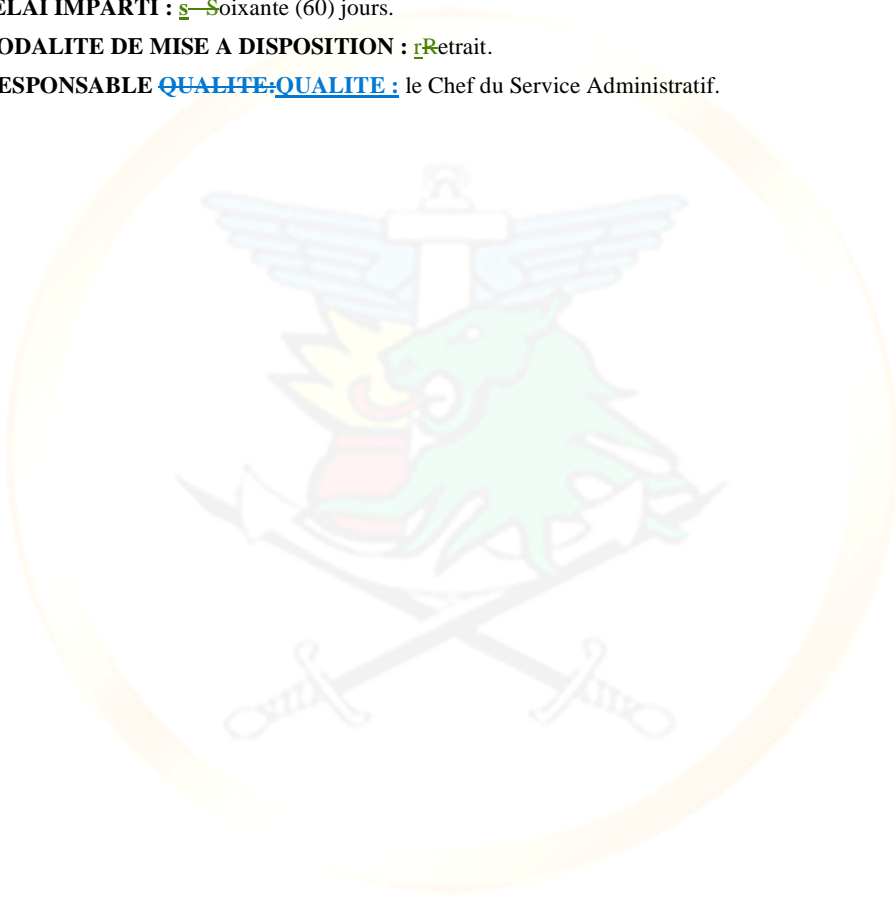 ELAI IMPARTI : s Soixante (60) jours.
ODALITE DE MISE A DISPOSITION : rRetrait.
ESPONSABLE QUALITE:QUALITE : le Chef du Service Administratif.